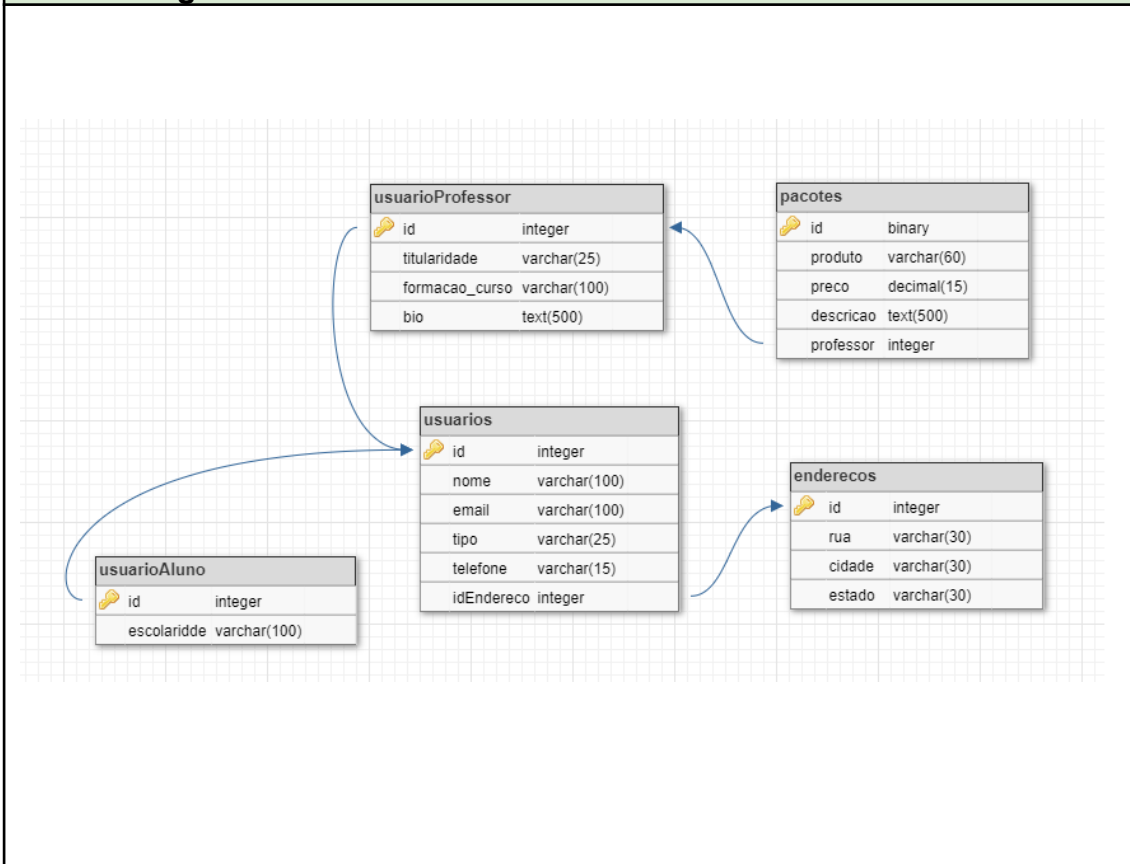 usuarioProfessor
id integer
titularidade varchar(25)
formacao_curso varchar(100)
bio text(500)
pacotes
id binary
produto varchar(60)
preco decimal(15)
descricao text(500)
professor integer
usuarios
id integer
nome varchar(100)
email varchar(100)
tipo varchar(25)
telefone varchar(15)
idEndereco integer
enderecos
id integer
rua varchar(30)
cidade varchar(30)
estado varchar(30)
usuarioAluno
id integer
escolaridde varchar(100)